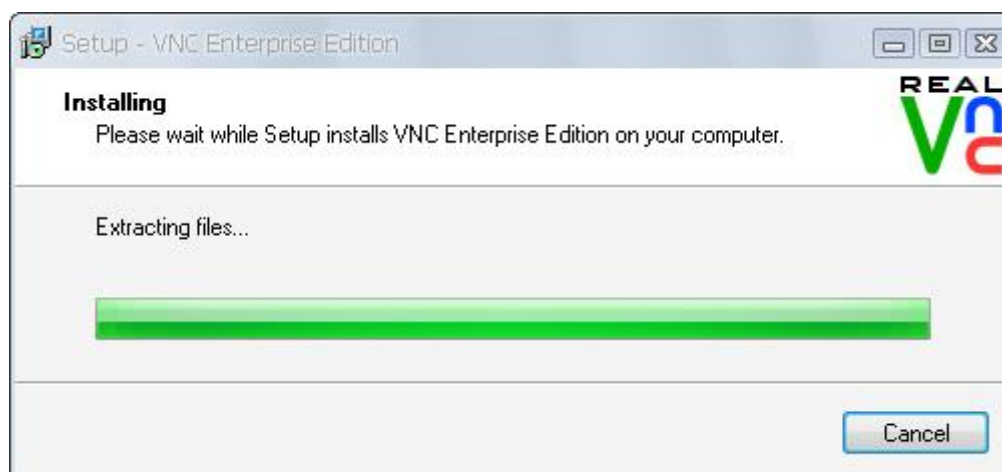 Setup - VNC Enterprise Edition
Installing
Please wait while Setup installs VNC Enterprise Edition on your computer.
REAL
Vnc
Extracting files...
Cancel